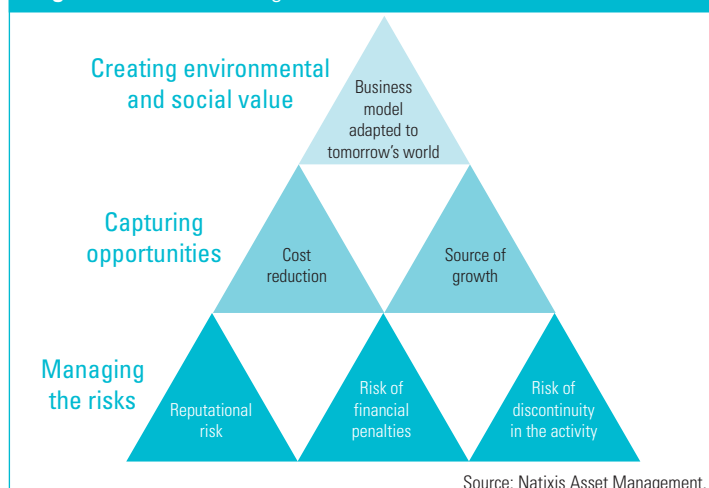 Creating environmental
and social value
Business
model
adapted to
tomorrow's world
Capturing
opportunities
Cost
reduction
Source of
growth
Managing
the risks
Reputational
risk
Risk of
financial
penalties
Risk of
discontinuity
in the activity
Source: Natixis Asset Management.